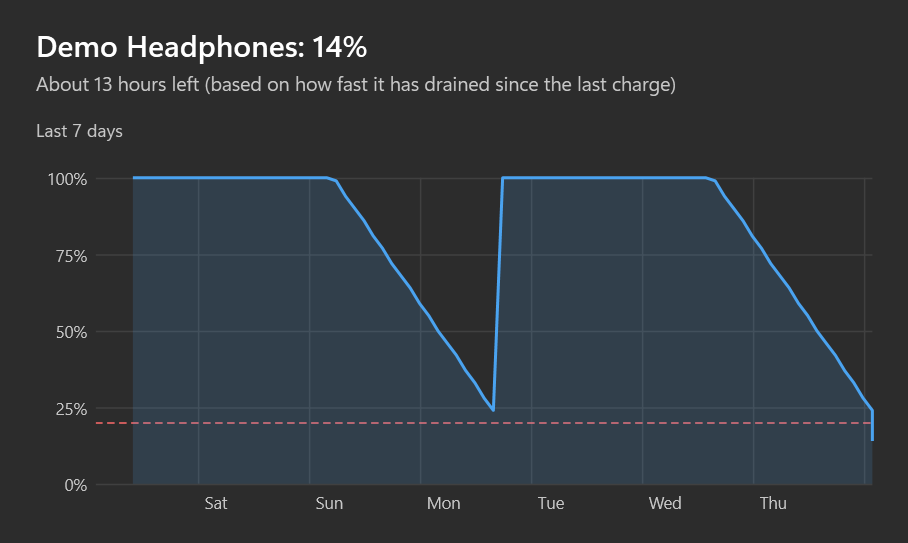 Demo Headphones: 14%
About 13 hours left (based on how fast it has drained since the last charge)
Last 7 days
100%
75%
50%
25%
0%
Sat Sun Mon Tue Wed Thu